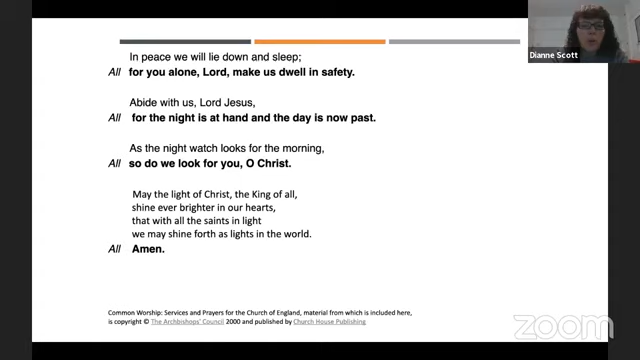 In peace we will lie down and sleep;
All for you alone, Lord, make us dwell in safety.
Abide with us, Lord Jesus,
All for the night is at hand and the day is now past.
As the night watch looks for the morning,
All so do we look for you, O Christ.
May the light of Christ, the King of all,
shine ever brighter in our hearts,
that with all the saints in light
we may shine forth as lights in the world.
All Amen.
Common Worship: Services and Prayers for the Church of England, material from which is included here,
is copyright © The Archbishops' Council 2000 and published by Church House Publishing
Dianne Scott
zoom